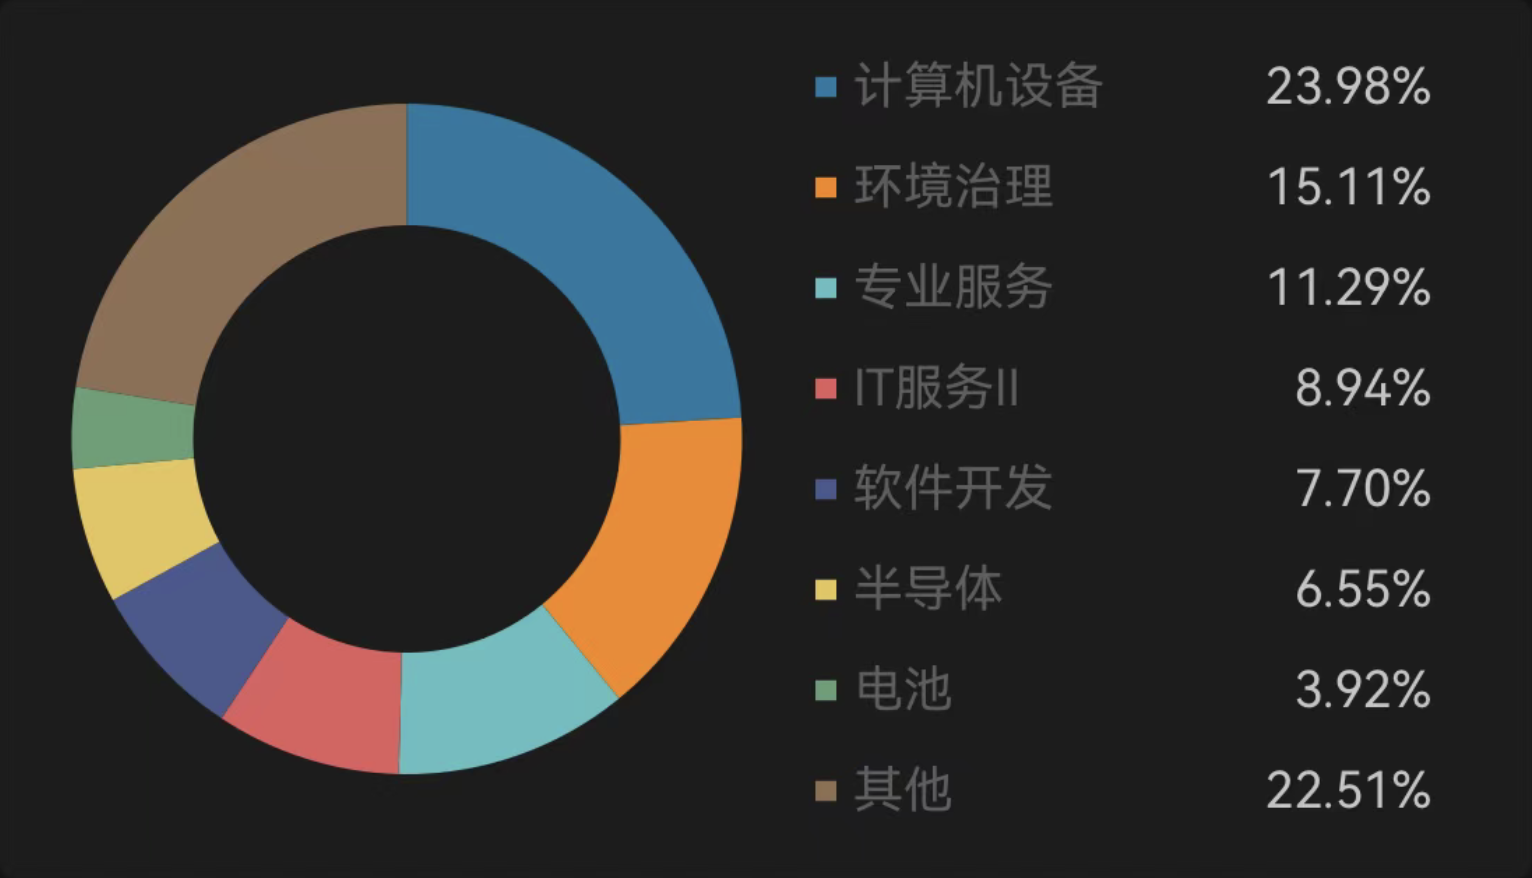 计算机设备 23.98%
环境治理 15.11%
专业服务 11.29%
IT服务II 8.94%
软件开发 7.70%
半导体 6.55%
电池 3.92%
其他 22.51%